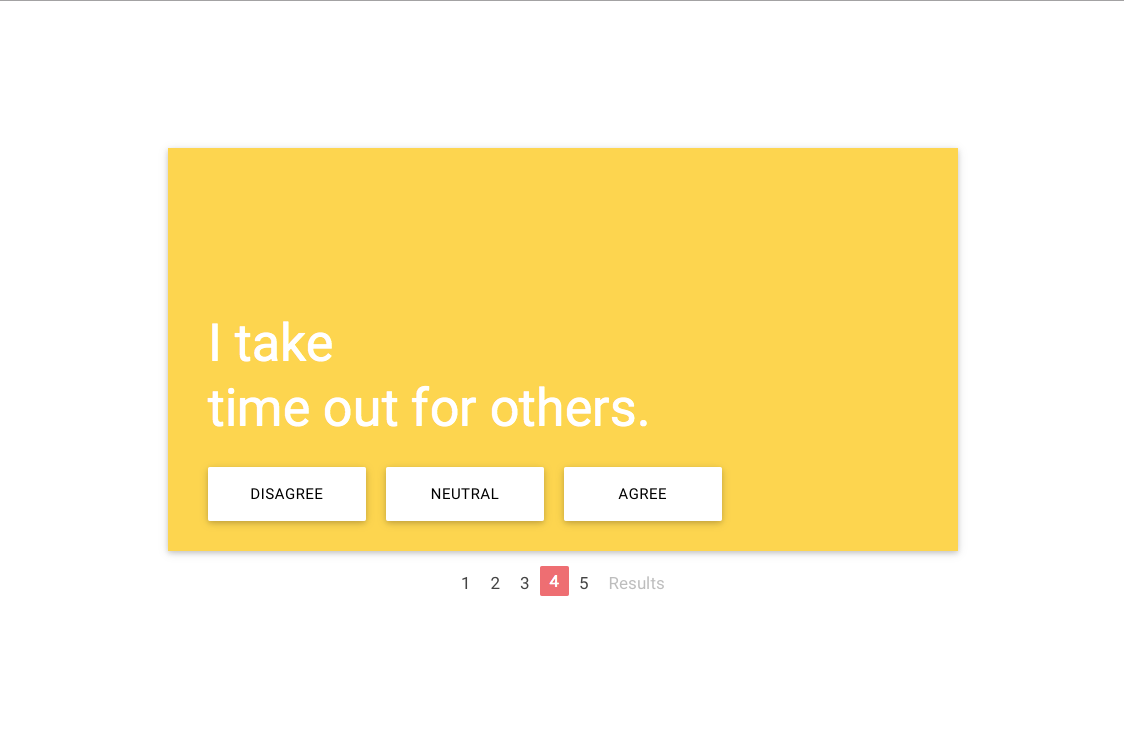 I take
time out for others.
DISAGREE NEUTRAL AGREE
1 2 3 4 5 Results